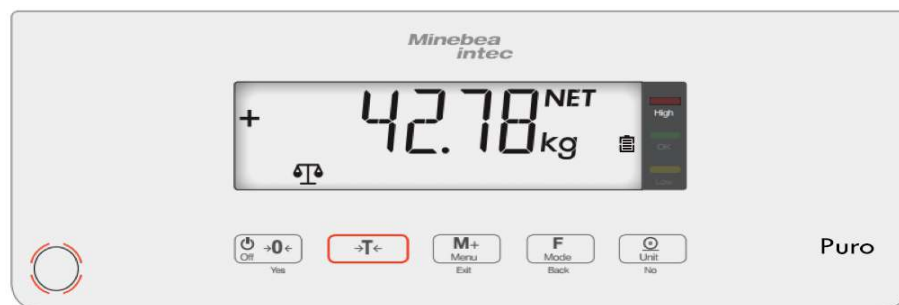 Minebea
intec
+ 42.78 NET
kg
High
OK
Low
→0← →T← M+ F
Off Menu Mode Unit
Yes Exit Back No
Puro